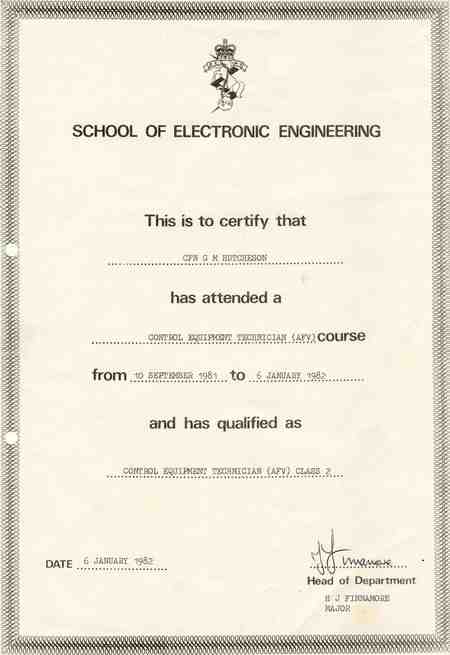 SCHOOL OF ELECTRONIC ENGINEERING
This is to certify that
CFN G M HUTCHESON
has attended a
CONTROL EQUIPMENT TECHNICIAN (AFV) course
from 10 SEPTEMBER 1981 to 6 JANUARY 1982
and has qualified as
CONTROL EQUIPMENT TECHNICIAN (AFV) CLASS 2
DATE 6 JANUARY 1982
Head of Department
H J FINNAMORE
MAJOR